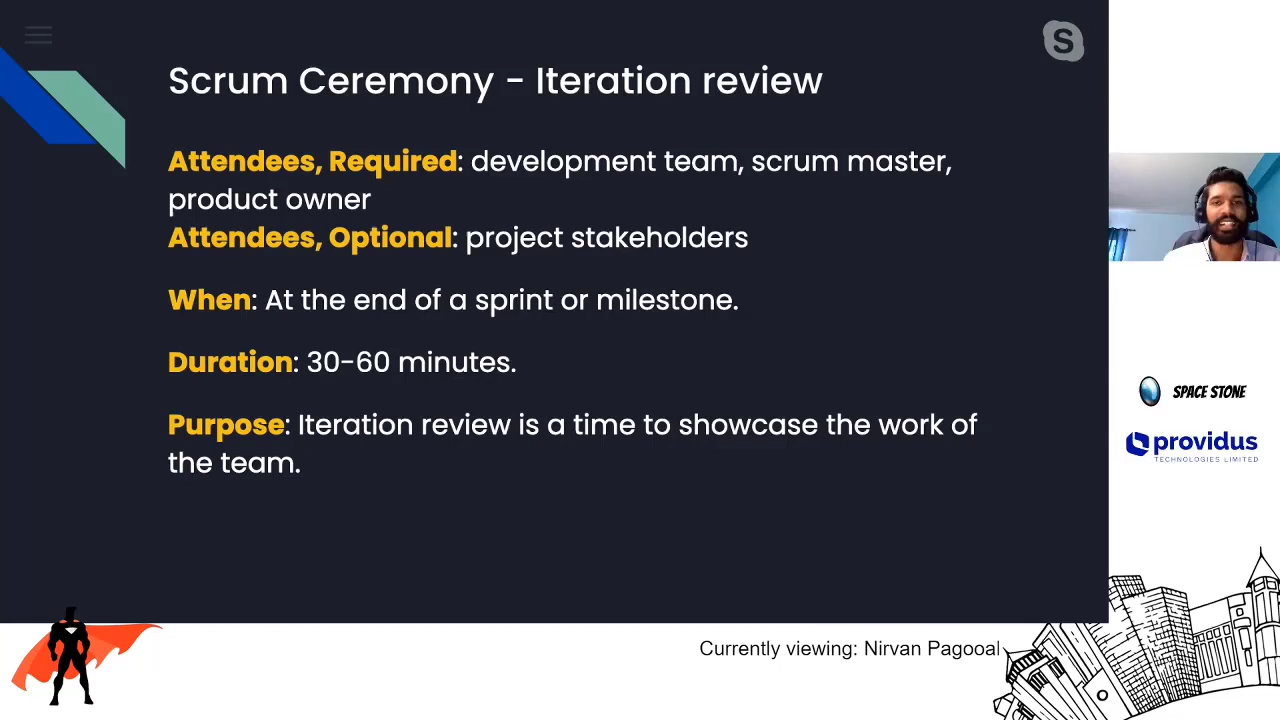 Scrum Ceremony - Iteration review
Attendees, Required: development team, scrum master,
product owner
Attendees, Optional: project stakeholders
When: At the end of a sprint or milestone.
Duration: 30-60 minutes.
Purpose: Iteration review is a time to showcase the work of
the team.
S
SPACE STONE
providus
TECHNOLOGIES LIMITED
Currently viewing: Nirvan Pagooal